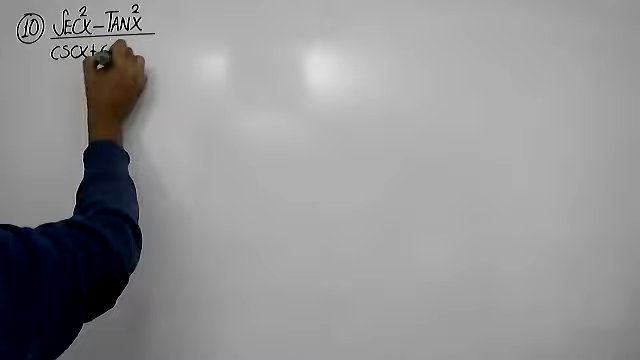 10 SEC²X - TAN²X
CSCX +